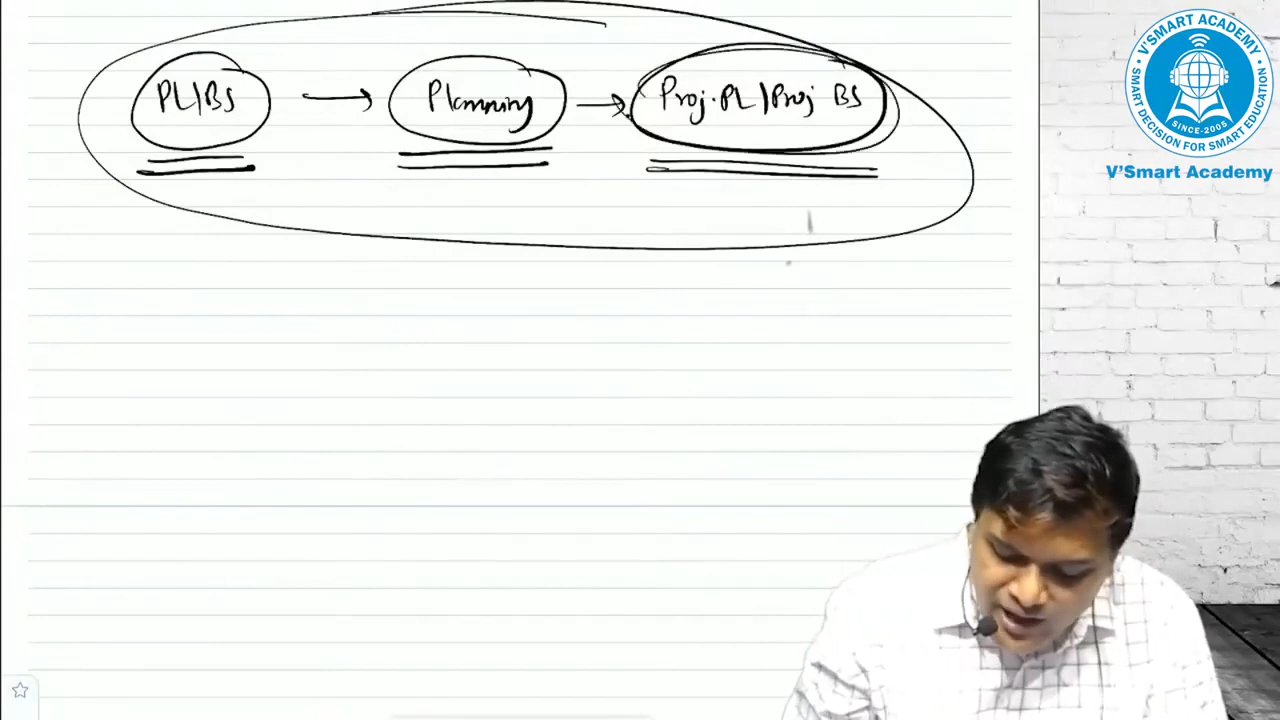 PL/BS → Planning → Proj. PL/Proj BS
V'SMART ACADEMY
SMART DECISION FOR SMART EDUCATION
SINCE-2005
V'Smart Academy